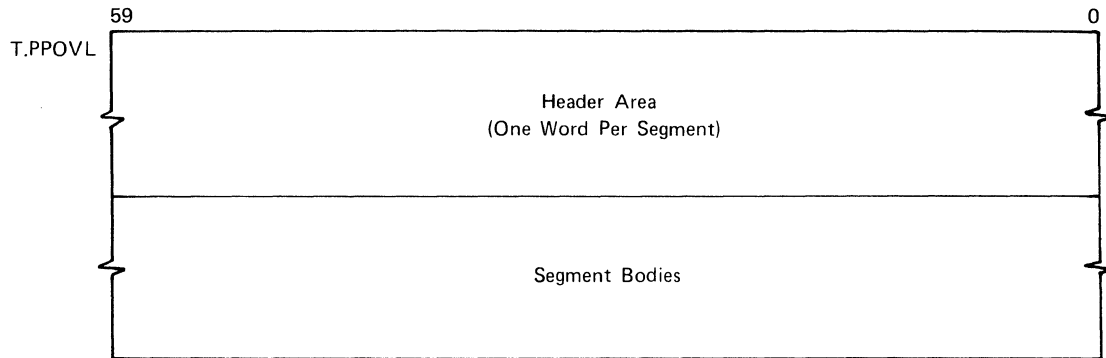 59 0
T.PPOVL
Header Area
(One Word Per Segment)
Segment Bodies